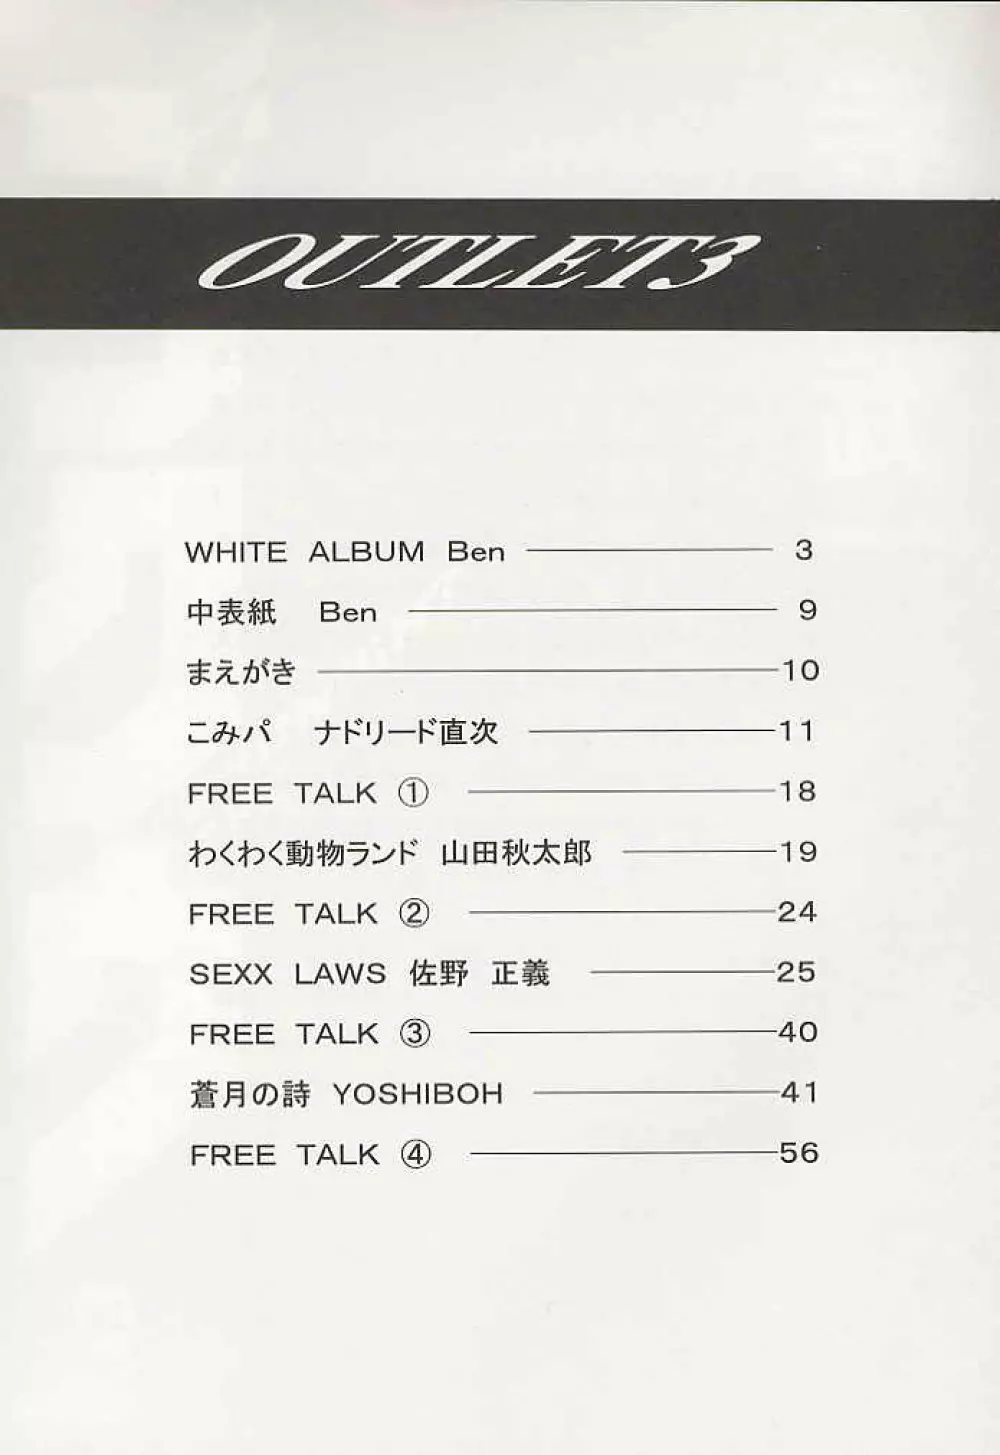 OUTLET3
WHITE ALBUM Ben 3
中表紙 Ben 9
まえがき 10
こみパ ナドリード直次 11
FREE TALK ① 18
わくわく動物ランド 山田秋太郎 19
FREE TALK ② 24
SEXX LAWS 佐野 正義 25
FREE TALK ③ 40
蒼月の詩 YOSHIBOH 41
FREE TALK ④ 56